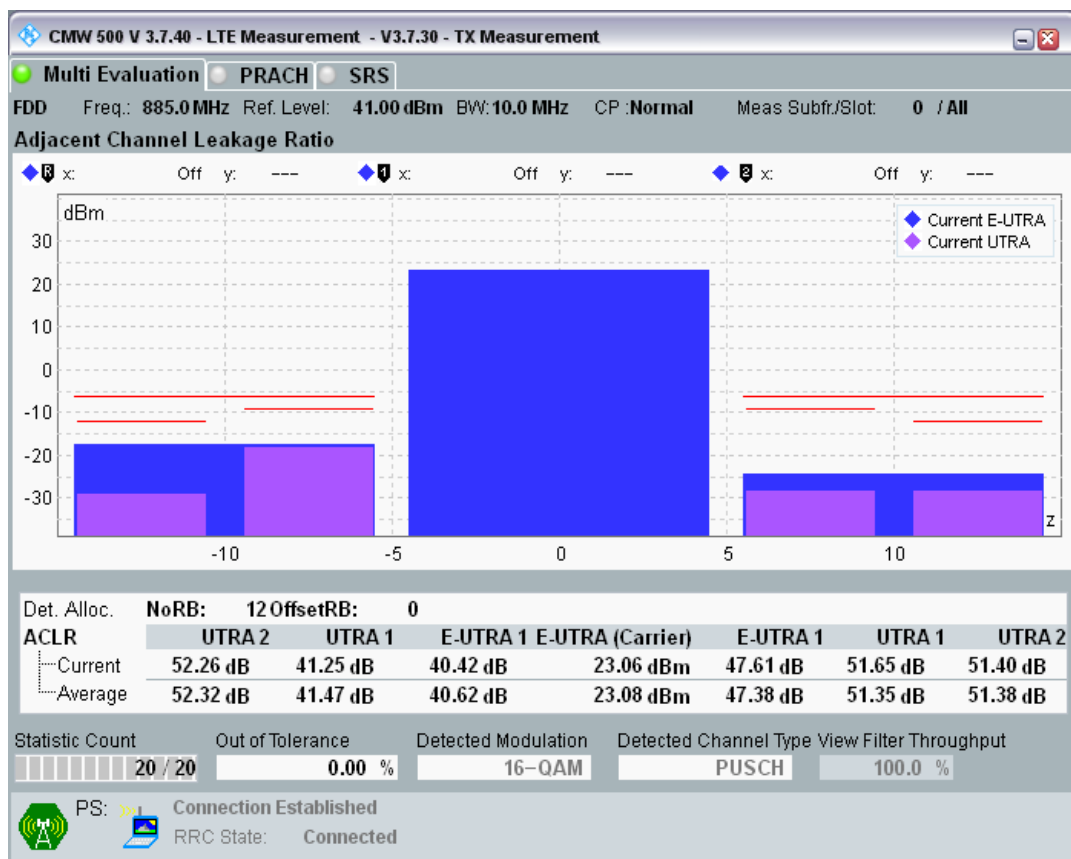 CMW 500 V 3.7.40 - LTE Measurement - V3.7.30 - TX Measurement
Multi Evaluation PRACH SRS
FDD Freq.: 885.0 MHz Ref. Level: 41.00 dBm BW: 10.0 MHz CP :Normal Meas Subfr./Slot: 0 / All
Adjacent Channel Leakage Ratio
R x: Off y: --- 1 x: Off y: --- 2 x: Off y: ---
dBm
Current E-UTRA
Current UTRA
30
20
10
0
-10
-20
-30
z
-10 -5 0 5 10
Det. Alloc. NoRB: 12 OffsetRB: 0
ACLR UTRA 2 UTRA 1 E-UTRA 1 E-UTRA (Carrier) E-UTRA 1 UTRA 1 UTRA 2
Current 52.26 dB 41.25 dB 40.42 dB 23.06 dBm 47.61 dB 51.65 dB 51.40 dB
Average 52.32 dB 41.47 dB 40.62 dB 23.08 dBm 47.38 dB 51.35 dB 51.38 dB
Statistic Count Out of Tolerance Detected Modulation Detected Channel Type View Filter Throughput
20 / 20 0.00 % 16-QAM PUSCH 100.0 %
PS: Connection Established
RRC State: Connected